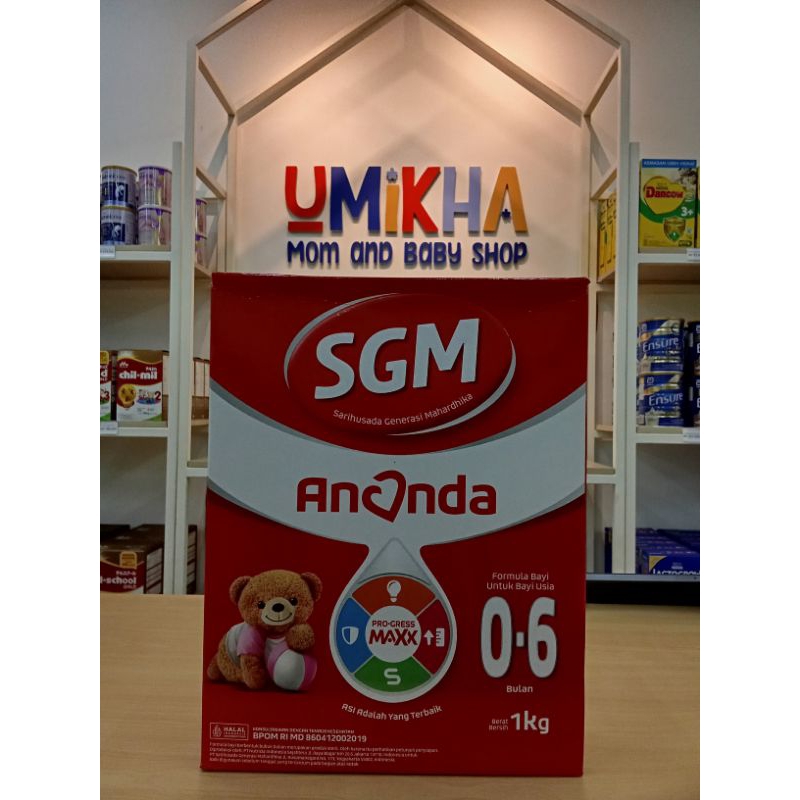 UMiKHA
MOM AND BABY SHOP
Dancow
3+
Ensure
Ensure
chil-mil
2
SGM
Sarihusada Generasi Mahardhika
Ananda
Formula Bayi
Untuk Bayi Usia
0-6
Bulan
PRO-GRESS
MAXX
S
ASI Adalah Yang Terbaik
Berat
Bersih 1kg
HALAL
BPOM RI MD 860412002019